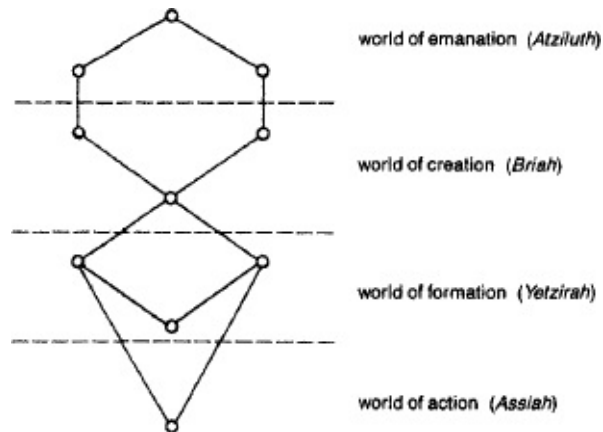 world of emanation (Atziluth)
world of creation (Briah)
world of formation (Yetzirah)
world of action (Assiah)